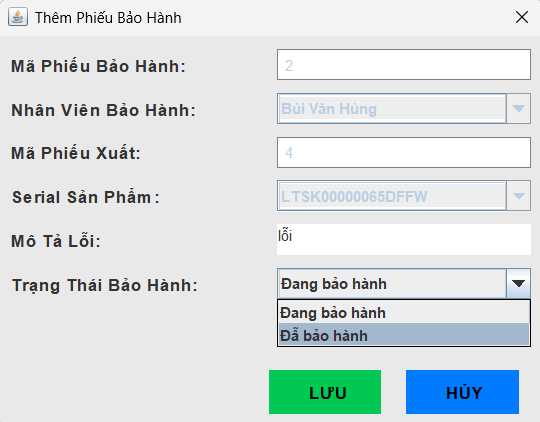 Thêm Phiếu Bảo Hành
Mã Phiếu Bảo Hành: 2
Nhân Viên Bảo Hành: Bùi Văn Hùng
Mã Phiếu Xuất: 4
Serial Sản Phẩm: LTSK00000065DFFW
Mô Tả Lỗi: lỗi
Trạng Thái Bảo Hành: Đang bảo hành
Đang bảo hành
Đẫ bảo hành
LƯU HỦY